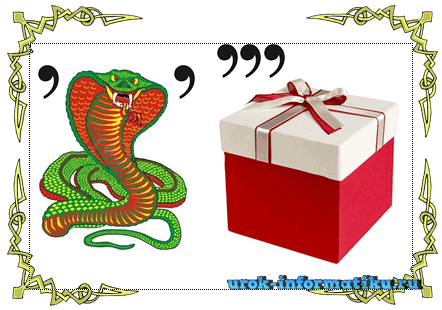 , , ,,,
urok-informatiku.ru